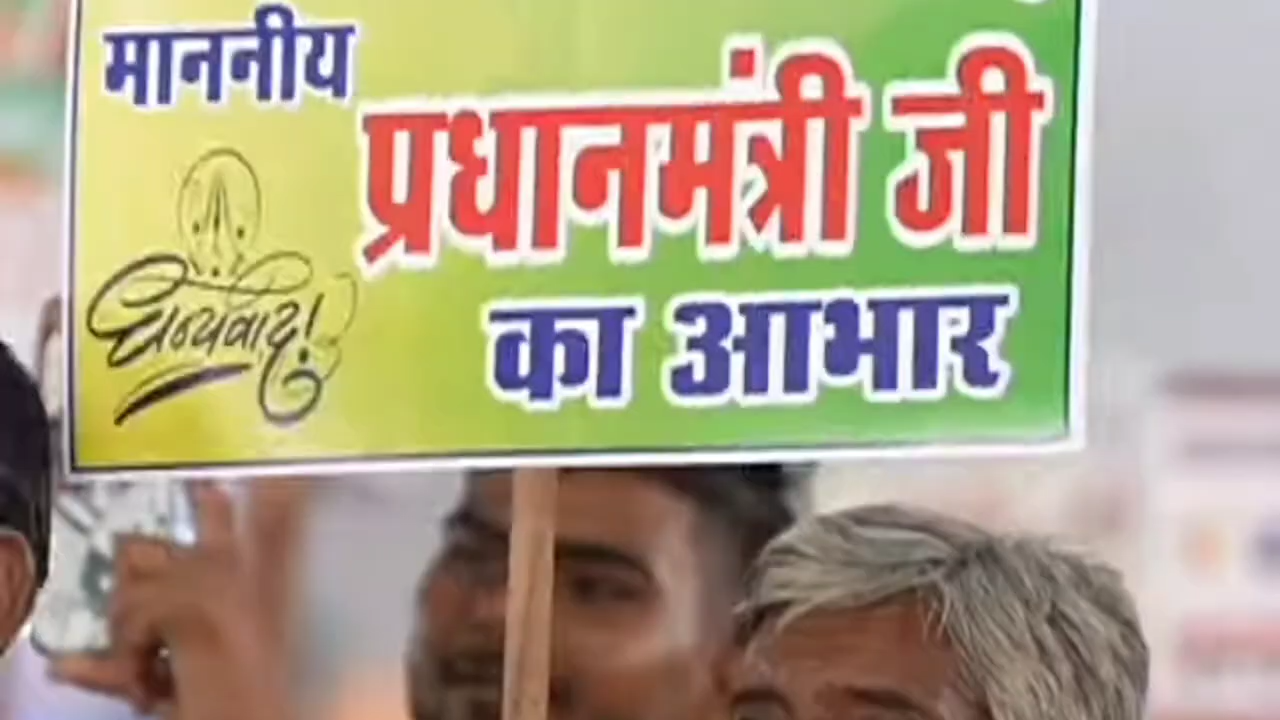 माननीय
प्रधानमंत्री जी
का आभार
धन्यवाद!